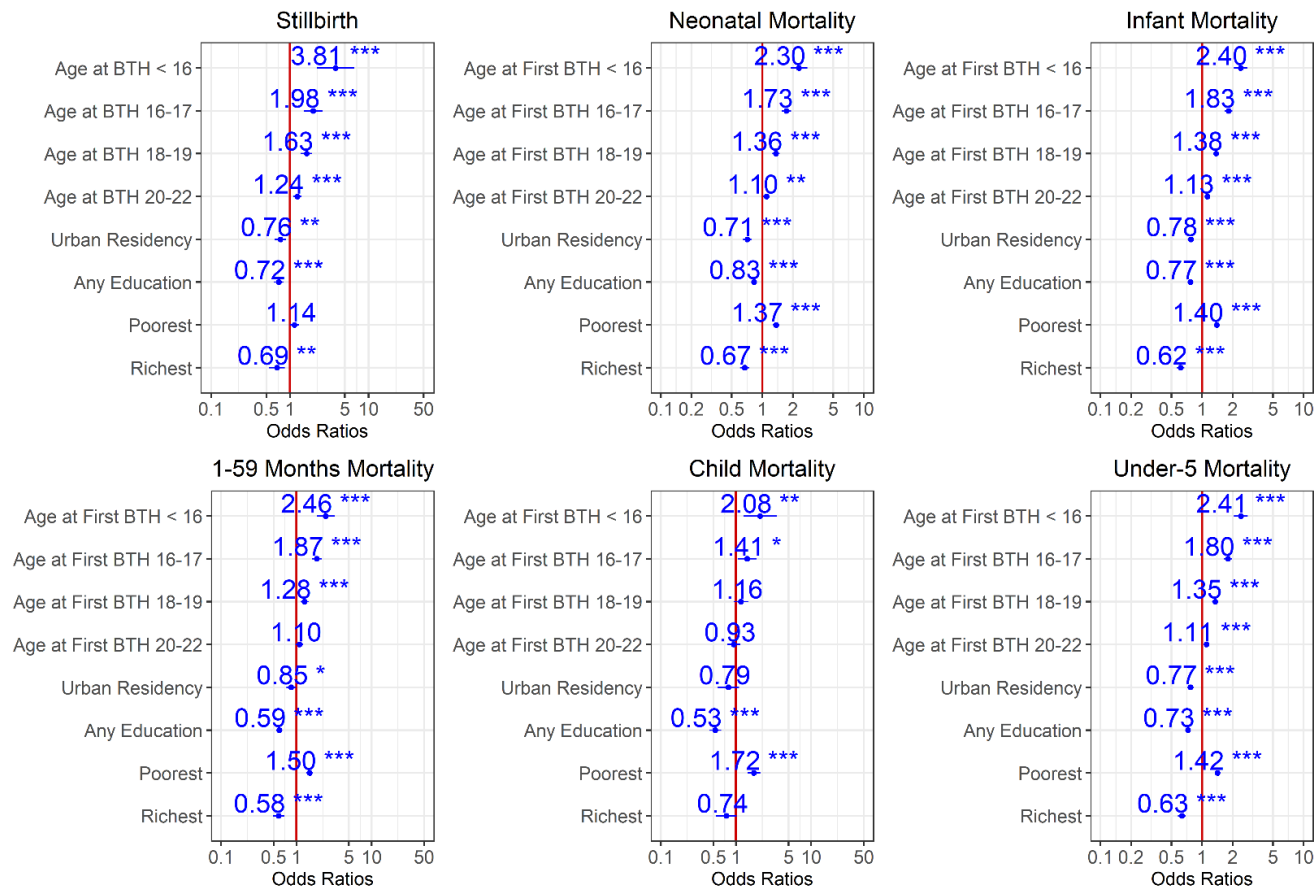 Stillbirth
Age at BTH < 16
3.81 ***
Age at BTH 16-17
1.98 ***
Age at BTH 18-19
1.63 ***
Age at BTH 20-22
1.24 ***
Urban Residency
0.76 **
Any Education
0.72 ***
Poorest
1.14
Richest
0.69 **
0.1 0.5 1 5 10 50
Odds Ratios
Neonatal Mortality
Age at First BTH < 16
2.30 ***
Age at First BTH 16-17
1.73 ***
Age at First BTH 18-19
1.36 ***
Age at First BTH 20-22
1.10 **
Urban Residency
0.71 ***
Any Education
0.83 ***
Poorest
1.37 ***
Richest
0.67 ***
0.1 0.2 0.5 1 2 5 10
Odds Ratios
Infant Mortality
Age at First BTH < 16
2.40 ***
Age at First BTH 16-17
1.83 ***
Age at First BTH 18-19
1.38 ***
Age at First BTH 20-22
1.13 ***
Urban Residency
0.78 ***
Any Education
0.77 ***
Poorest
1.40 ***
Richest
0.62 ***
0.1 0.2 0.5 1 2 5 10
Odds Ratios
1-59 Months Mortality
Age at First BTH < 16
2.46 ***
Age at First BTH 16-17
1.87 ***
Age at First BTH 18-19
1.28 ***
Age at First BTH 20-22
1.10
Urban Residency
0.85 *
Any Education
0.59 ***
Poorest
1.50 ***
Richest
0.58 ***
0.1 0.5 1 5 10 50
Odds Ratios
Child Mortality
Age at First BTH < 16
2.08 **
Age at First BTH 16-17
1.41 *
Age at First BTH 18-19
1.16
Age at First BTH 20-22
0.93
Urban Residency
0.79
Any Education
0.53 ***
Poorest
1.72 ***
Richest
0.74
0.1 0.5 1 5 10 50
Odds Ratios
Under-5 Mortality
Age at First BTH < 16
2.41 ***
Age at First BTH 16-17
1.80 ***
Age at First BTH 18-19
1.35 ***
Age at First BTH 20-22
1.11 ***
Urban Residency
0.77 ***
Any Education
0.73 ***
Poorest
1.42 ***
Richest
0.63 ***
0.1 0.2 0.5 1 2 5 10
Odds Ratios